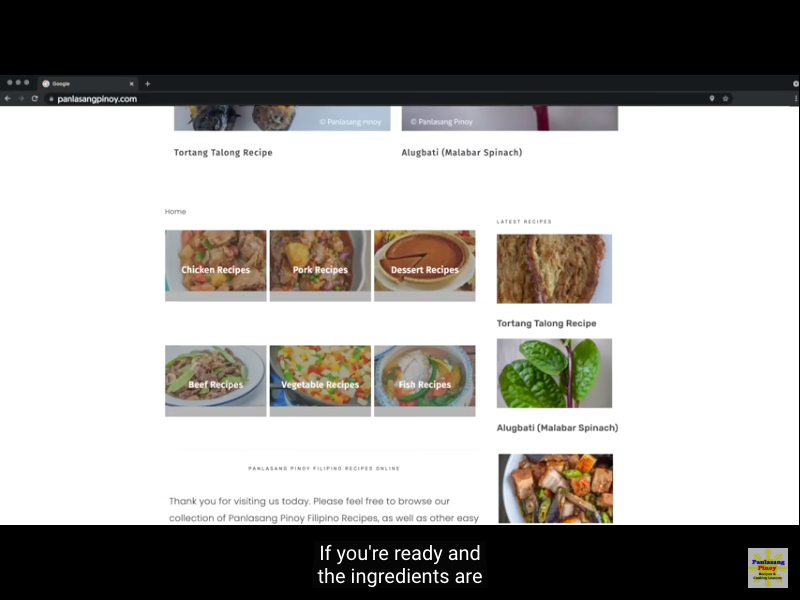 Google
panlasangpinoy.com
© Panlasang Pinoy
© Panlasang Pinoy
Tortang Talong Recipe
Alugbati (Malabar Spinach)
Home
LATEST RECIPES
Chicken Recipes
Pork Recipes
Dessert Recipes
Tortang Talong Recipe
Beef Recipes
Vegetable Recipes
Fish Recipes
Alugbati (Malabar Spinach)
PANLASANG PINOY FILIPINO RECIPES ONLINE
Thank you for visiting us today. Please feel free to browse our
collection of Panlasang Pinoy Filipino Recipes, as well as other easy
If you're ready and
the ingredients are
Panlasang
Pinoy
Recipes &
Cooking Lessons